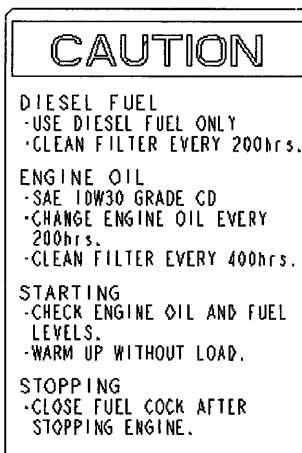 CAUTION
DIESEL FUEL
·USE DIESEL FUEL ONLY
·CLEAN FILTER EVERY 200hrs.
ENGINE OIL
·SAE 10W30 GRADE CD
·CHANGE ENGINE OIL EVERY
200hrs.
·CLEAN FILTER EVERY 400hrs.
STARTING
·CHECK ENGINE OIL AND FUEL
LEVELS.
·WARM UP WITHOUT LOAD.
STOPPING
·CLOSE FUEL COCK AFTER
STOPPING ENGINE.